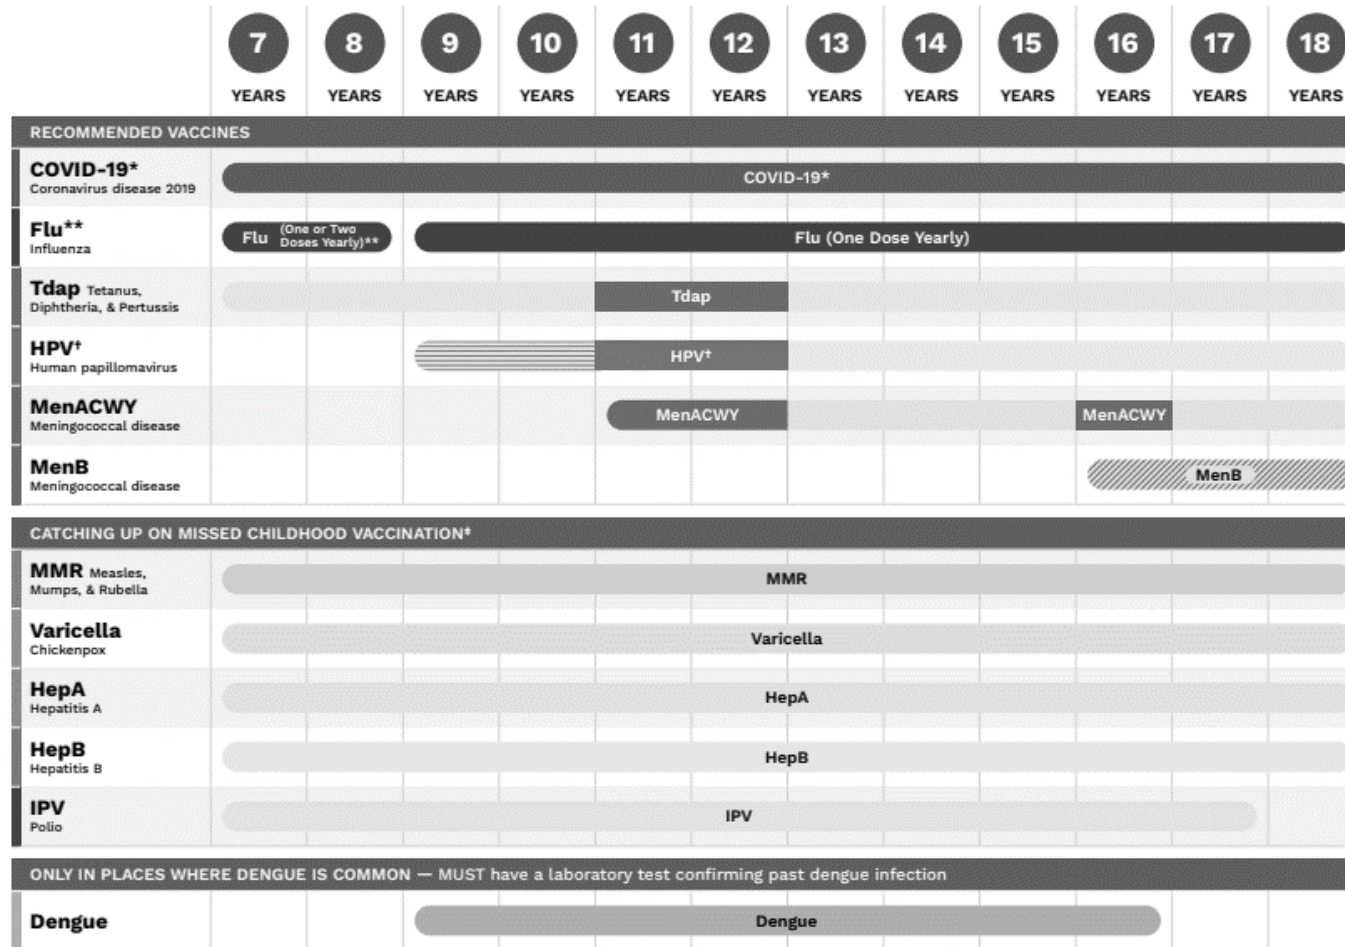 7 8 9 10 11 12 13 14 15 16 17 18
YEARS YEARS YEARS YEARS YEARS YEARS YEARS YEARS YEARS YEARS YEARS YEARS
RECOMMENDED VACCINES
COVID-19*
Coronavirus disease 2019
COVID-19*
Flu**
Influenza
Flu (One or Two
Doses Yearly)**
Flu (One Dose Yearly)
Tdap Tetanus,
Diphtheria, & Pertussis
Tdap
HPV†
Human papillomavirus
HPV†
MenACWY
Meningococcal disease
MenACWY
MenACWY
MenB
Meningococcal disease
MenB
CATCHING UP ON MISSED CHILDHOOD VACCINATION‡
MMR Measles,
Mumps, & Rubella
MMR
Varicella
Chickenpox
Varicella
HepA
Hepatitis A
HepA
HepB
Hepatitis B
HepB
IPV
Polio
IPV
ONLY IN PLACES WHERE DENGUE IS COMMON — MUST have a laboratory test confirming past dengue infection
Dengue
Dengue